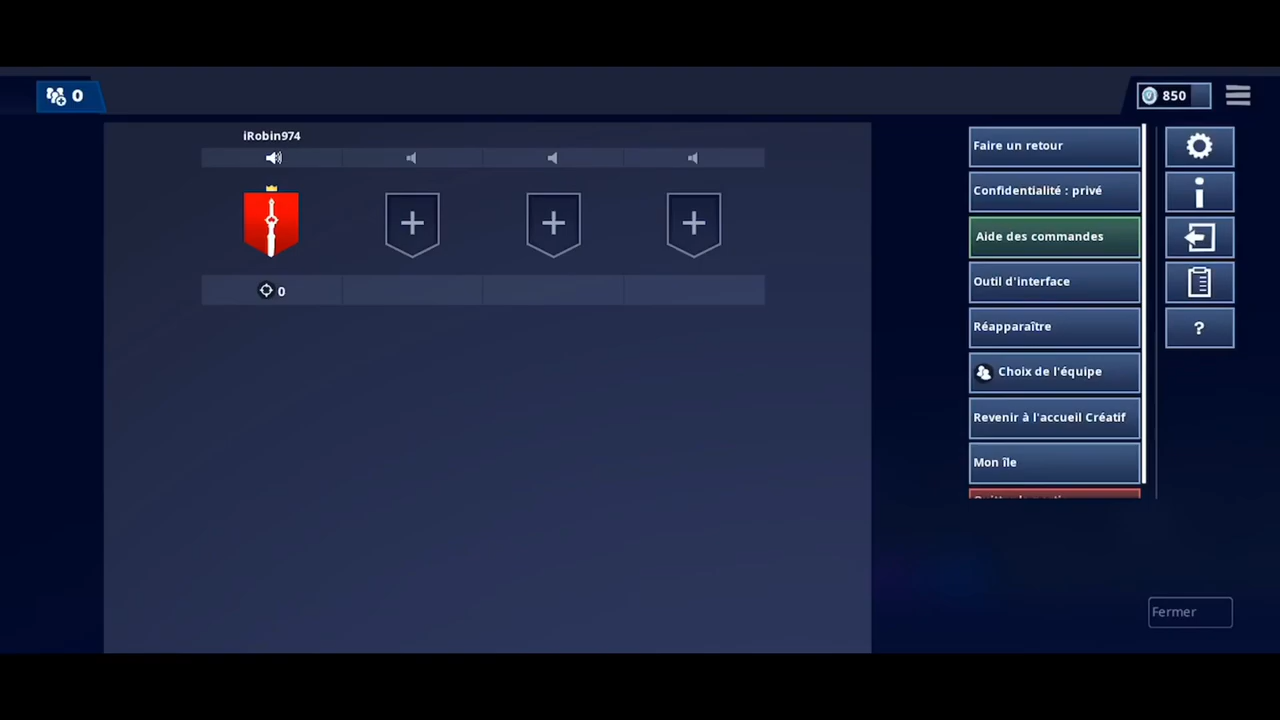 0
850
iRobin974
0
Faire un retour
Confidentialité : privé
Aide des commandes
Outil d'interface
Réapparaître
Choix de l'équipe
Revenir à l'accueil Créatif
Mon île
?
Fermer